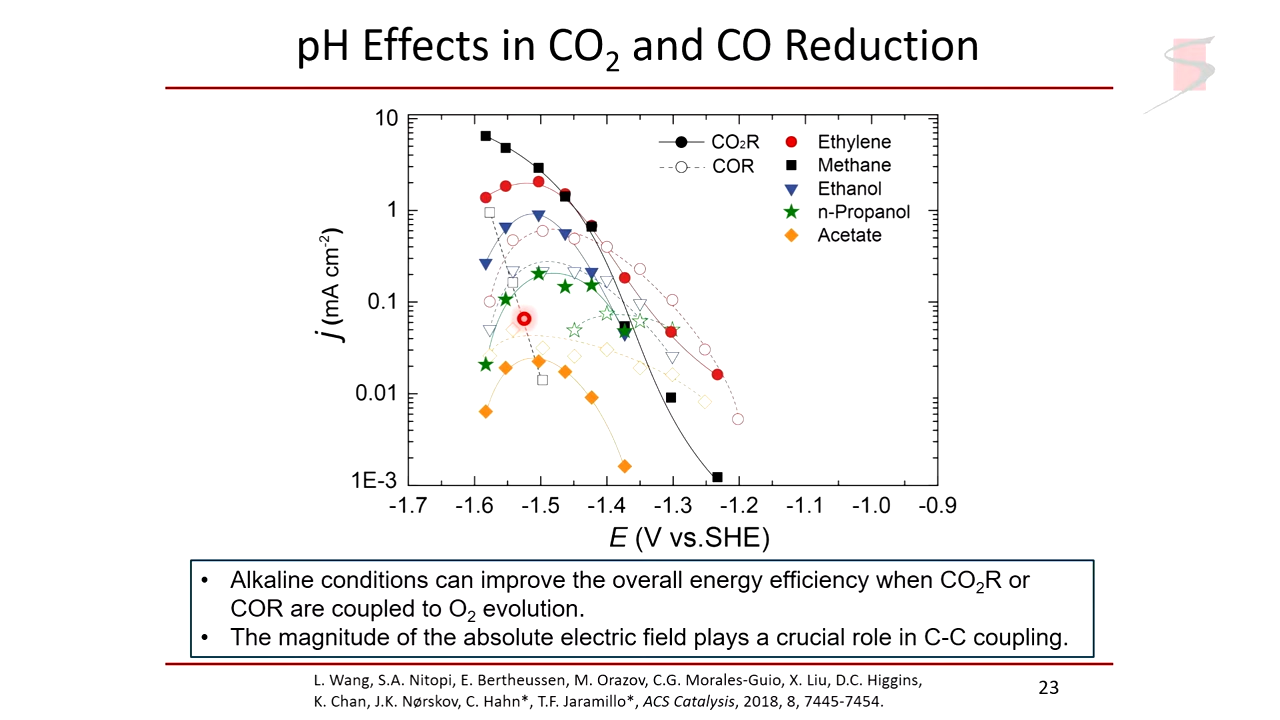 pH Effects in CO₂ and CO Reduction
10
1
0.1
0.01
1E-3
j (mA cm⁻²)
CO₂R
COR
Ethylene
Methane
Ethanol
n-Propanol
Acetate
-1.7 -1.6 -1.5 -1.4 -1.3 -1.2 -1.1 -1.0 -0.9
E (V vs.SHE)
• Alkaline conditions can improve the overall energy efficiency when CO₂R or
COR are coupled to O₂ evolution.
• The magnitude of the absolute electric field plays a crucial role in C-C coupling.
L. Wang, S.A. Nitopi, E. Bertheussen, M. Orazov, C.G. Morales-Guio, X. Liu, D.C. Higgins,
K. Chan, J.K. Nørskov, C. Hahn*, T.F. Jaramillo*, ACS Catalysis, 2018, 8, 7445-7454.
23